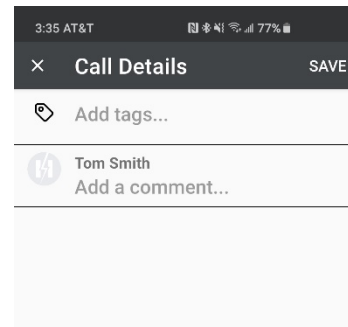 3:35 AT&T 77%
Call Details SAVE
Add tags...
Tom Smith
Add a comment...